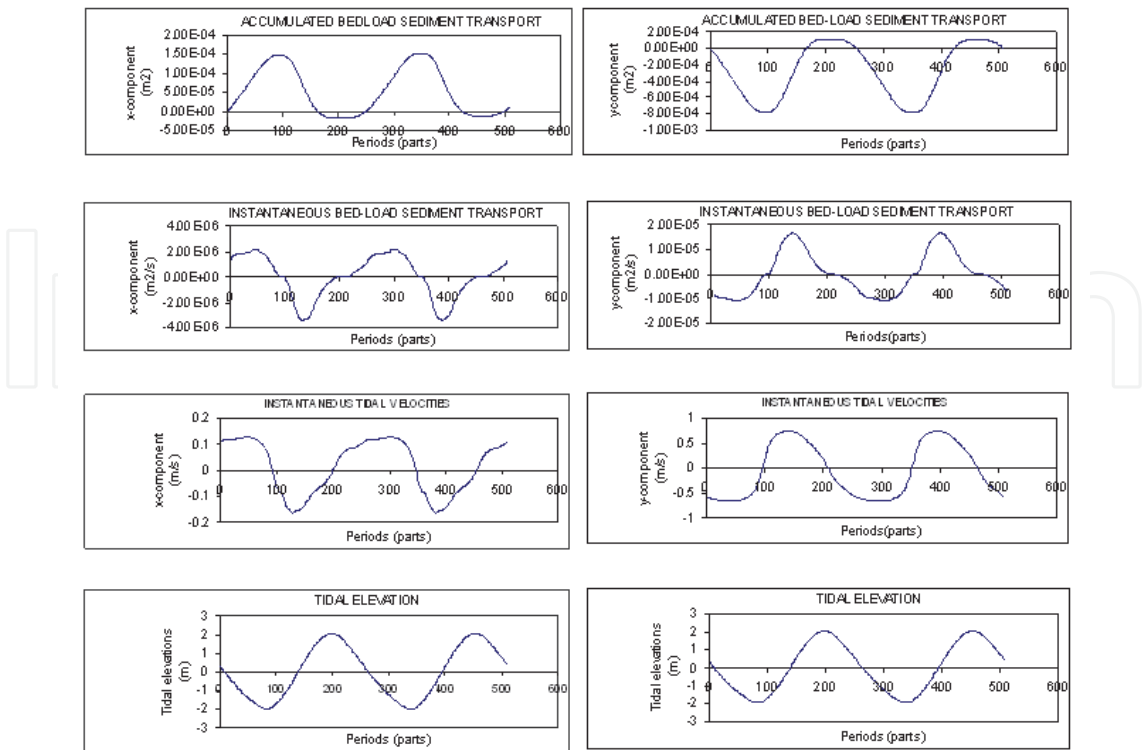 ACCUMULATED BEDLOAD SEDIMENT TRANSPORT
2.00E-04
1.50E-04
1.00E-04
5.00E-05
0.00E+00
-5.00E-05
x-component
(m2)
0 100 200 300 400 500 600
Periods (parts)
ACCUMULATED BED-LOAD SEDIMENT TRANSPORT
2.00E-04
0.00E+00
-2.00E-04
-4.00E-04
-6.00E-04
-8.00E-04
-1.00E-03
y-component
(m2)
0 100 200 300 400 500 600
Periods (parts)
INSTANTANEOUS BED-LOAD SEDIMENT TRANSPORT
4.00E-06
2.00E-06
0.00E+00
-2.00E-06
-4.00E-06
x-component
(m2/s)
0 100 200 300 400 500 600
Periods (parts)
INSTANTANEOUS BED-LOAD SEDIMENT TRANSPORT
2.00E-05
1.00E-05
0.00E+00
-1.00E-05
-2.00E-05
y-component
(m2/s)
0 100 200 300 400 500 600
Periods(parts)
INSTANTANEOUS TIDAL VELOCITIES
0.2
0.1
0
-0.1
-0.2
x-component
(m/s)
0 100 200 300 400 500 600
Periods (parts)
INSTANTANEOUS TIDAL VELOCITIES
1
0.5
0
-0.5
-1
y-component
(m/s)
0 100 200 300 400 500 600
Periods(parts)
TIDAL ELEVATION
3
2
1
0
-1
-2
-3
Tidal elevations
(m)
0 100 200 300 400 500 600
Periods (parts)
TIDAL ELEVATION
3
2
1
0
-1
-2
-3
Tidal elevations
(m)
0 100 200 300 400 500 600
Periods (parts)